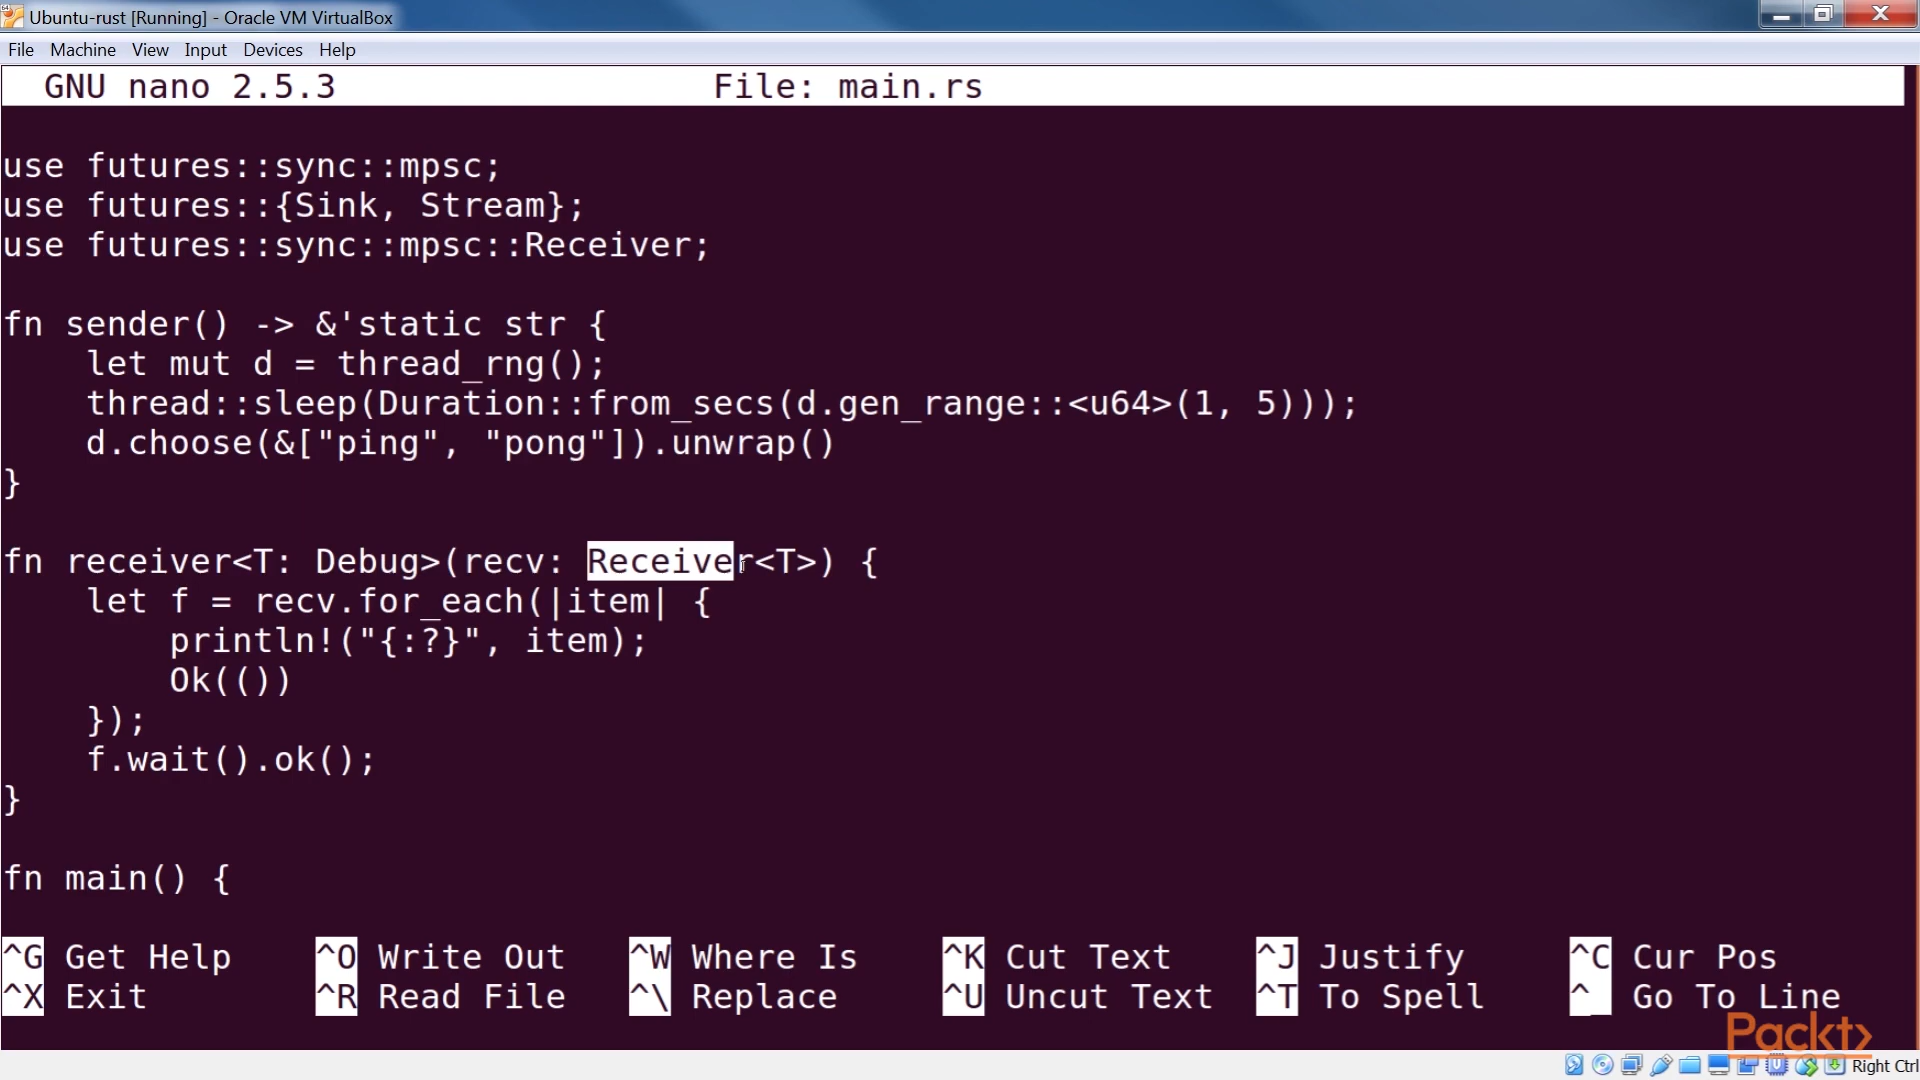 Ubuntu-rust [Running] - Oracle VM VirtualBox
File Machine View Input Devices Help
GNU nano 2.5.3 File: main.rs
use futures::sync::mpsc;
use futures::{Sink, Stream};
use futures::sync::mpsc::Receiver;
fn sender() -> &'static str {
    let mut d = thread_rng();
    thread::sleep(Duration::from_secs(d.gen_range::<u64>(1, 5)));
    d.choose(&["ping", "pong"]).unwrap()
}
fn receiver<T: Debug>(recv: Receiver<T>) {
    let f = recv.for_each(|item| {
        println!("{:?}", item);
        Ok(())
    });
    f.wait().ok();
}
fn main() {
^G Get Help ^O Write Out ^W Where Is ^K Cut Text ^J Justify ^C Cur Pos
^X Exit ^R Read File ^\ Replace ^U Uncut Text ^T To Spell ^_ Go To Line
Packt>
Right Ctrl